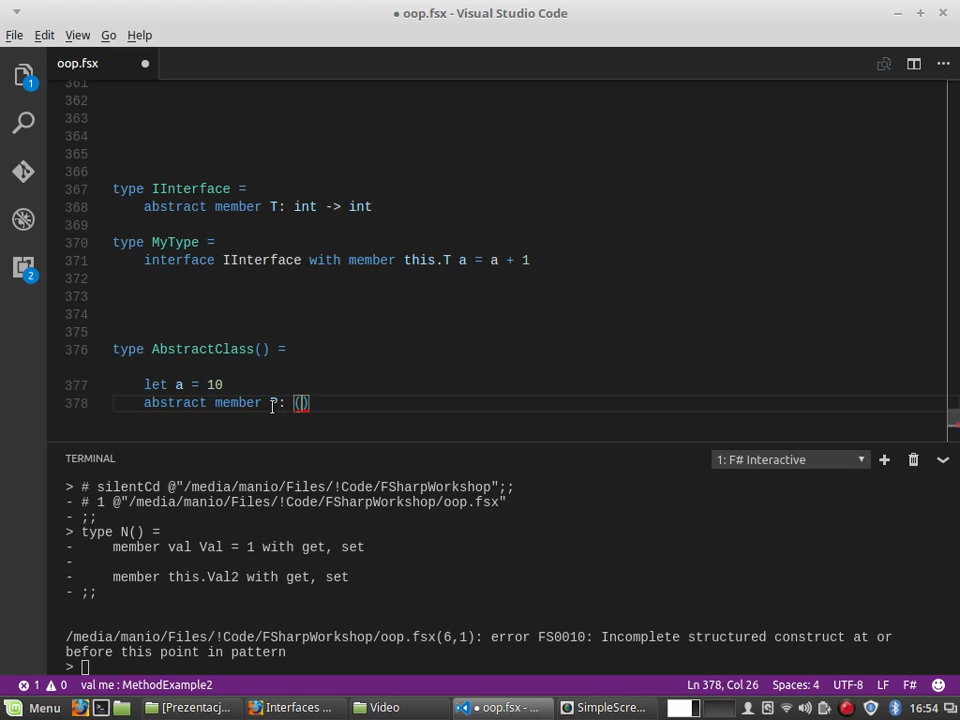 ● oop.fsx - Visual Studio Code
File Edit View Go Help
oop.fsx
361
362
363
364
365
366
367 type IInterface =
368 abstract member T: int -> int
369
370 type MyType =
371 interface IInterface with member this.T a = a + 1
372
373
374
375
376 type AbstractClass() =
377 let a = 10
378 abstract member P: ()
TERMINAL
1: F# Interactive
> # silentCd @"/media/manio/Files/!Code/FSharpWorkshop";;
- # 1 @"/media/manio/Files/!Code/FSharpWorkshop/oop.fsx"
- ;;
> type N() =
- member val Val = 1 with get, set
-
- member this.Val2 with get, set
- ;;
/media/manio/Files/!Code/FSharpWorkshop/oop.fsx(6,1): error FS0010: Incomplete structured construct at or
before this point in pattern
>
1
2
1 0 val me : MethodExample2 Ln 378, Col 26 Spaces: 4 UTF-8 LF F#
Menu [Prezentacj... Interfaces ... Video ● oop.fsx -... SimpleScre... 16:54